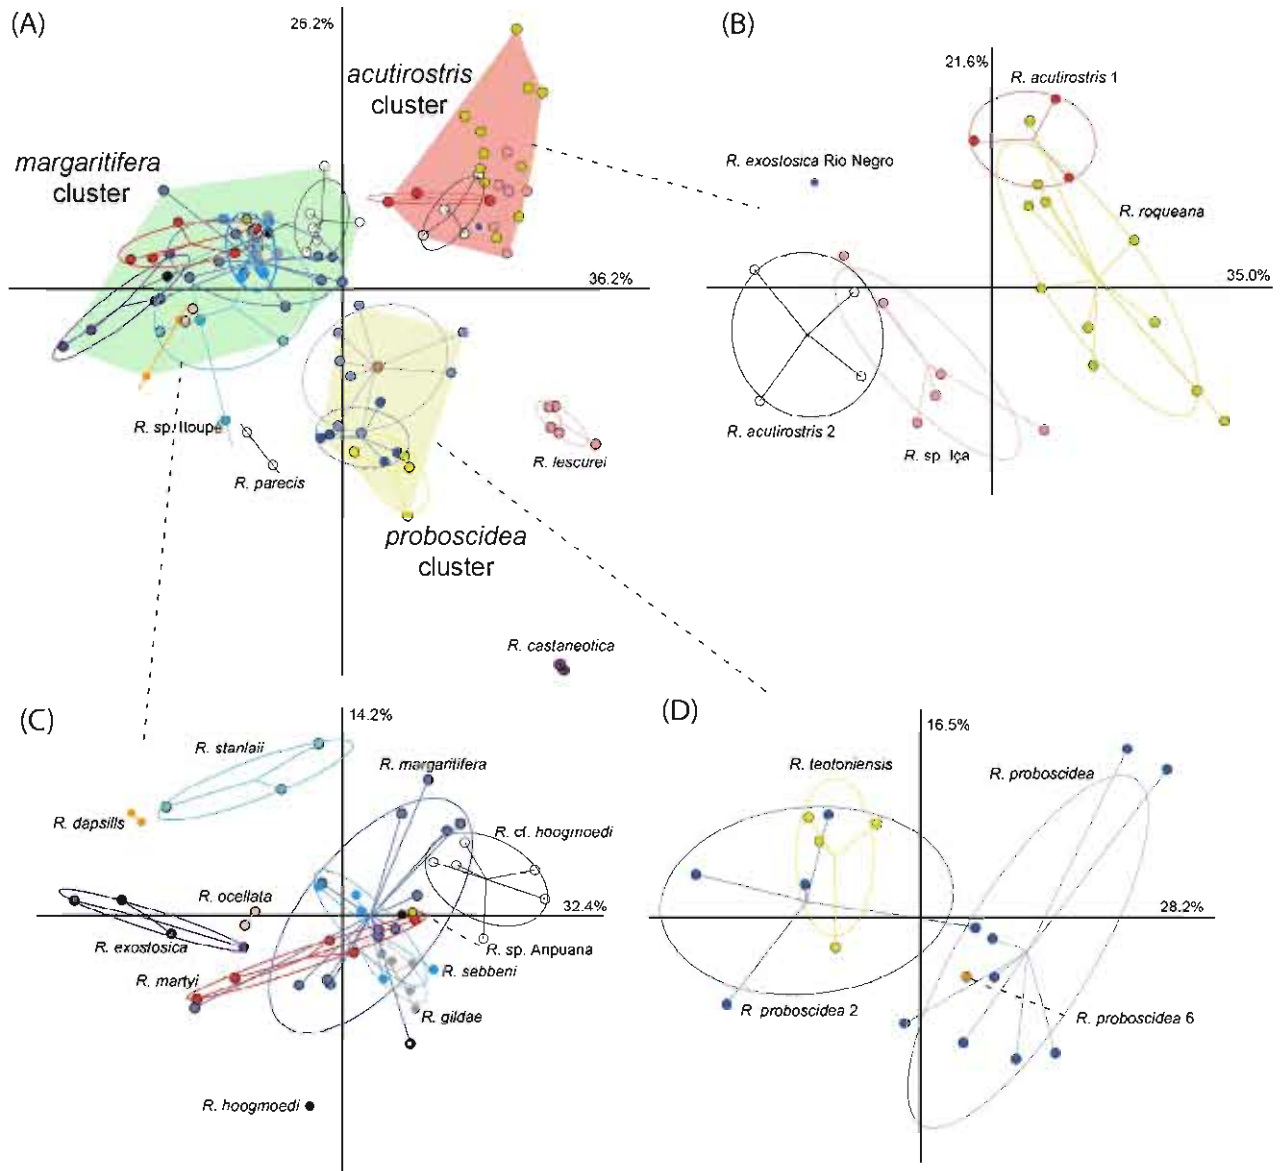 (A)
26.2%
acutirostris
cluster
margaritifera
cluster
36.2%
R. sp. Itoupe
R. parecis
R. lescurei
proboscidea
cluster
R. castaneotica
(B)
21.6%
R. acutirostris 1
R. exostosica Rio Negro
R. roqueana
35.0%
R. acutirostris 2
R. sp. Iça
(C)
14.2%
R. stanlaii
R. margaritifera
R. dapsilis
R. cf. hoogmoedi
R. ocellata
32.4%
R. exostosica
R. sp. Aripuana
R. martyi
R. sebbeni
R. gildae
R. hoogmoedi
(D)
16.5%
R. teotoniensis
R. proboscidea
28.2%
R proboscidea 2
R. proboscidea 6